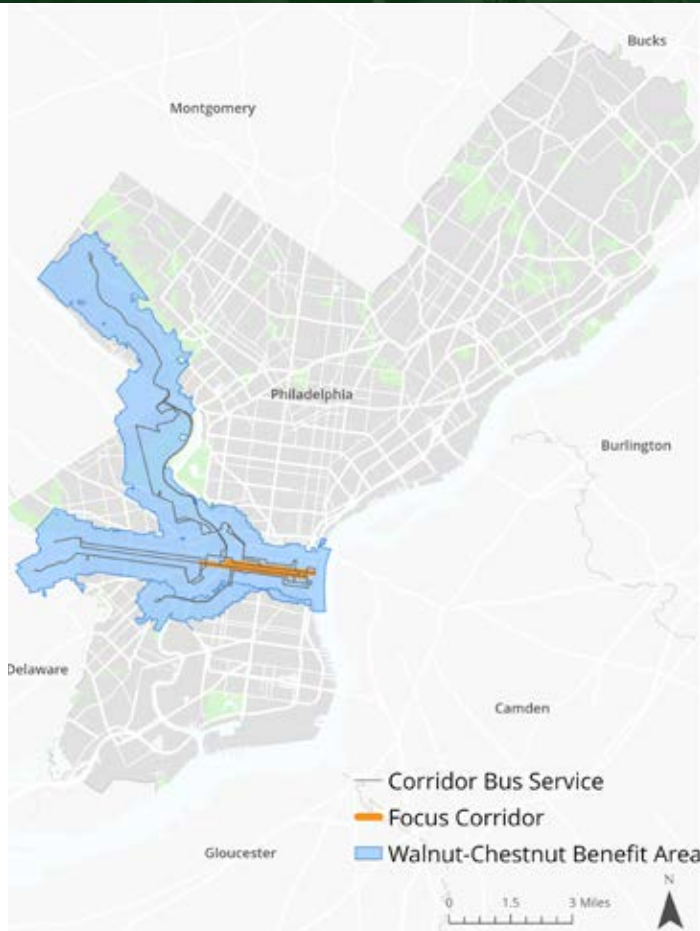 Bucks
Montgomery
Philadelphia
Burlington
Delaware
Camden
Corridor Bus Service
Focus Corridor
Gloucester
Walnut-Chestnut Benefit Area
N
0 1.5 3 Miles